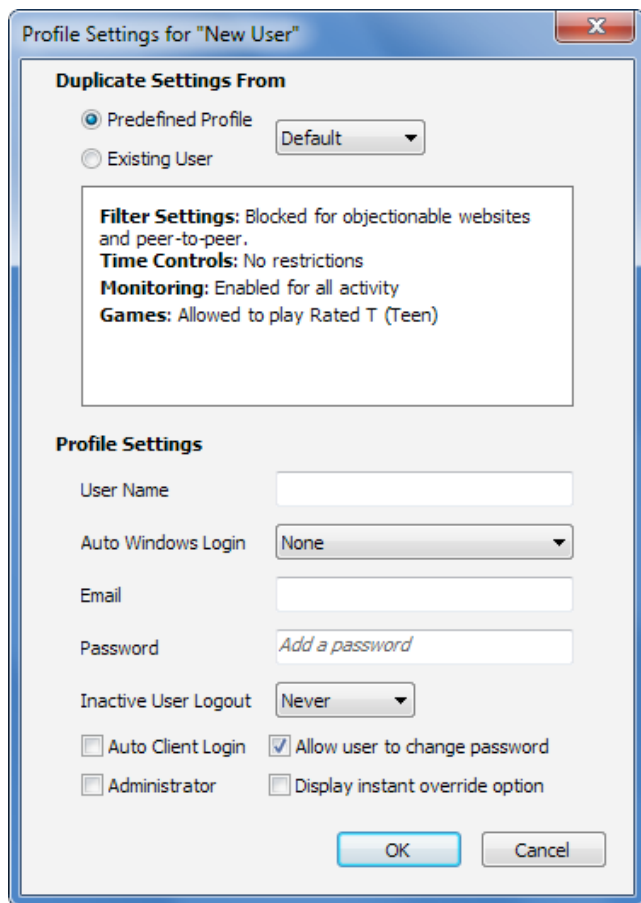 Profile Settings for "New User"
Duplicate Settings From
Predefined Profile
Default
Existing User
Filter Settings: Blocked for objectionable websites
and peer-to-peer.
Time Controls: No restrictions
Monitoring: Enabled for all activity
Games: Allowed to play Rated T (Teen)
Profile Settings
User Name
Auto Windows Login None
Email
Password Add a password
Inactive User Logout Never
Auto Client Login Allow user to change password
Administrator Display instant override option
OK Cancel